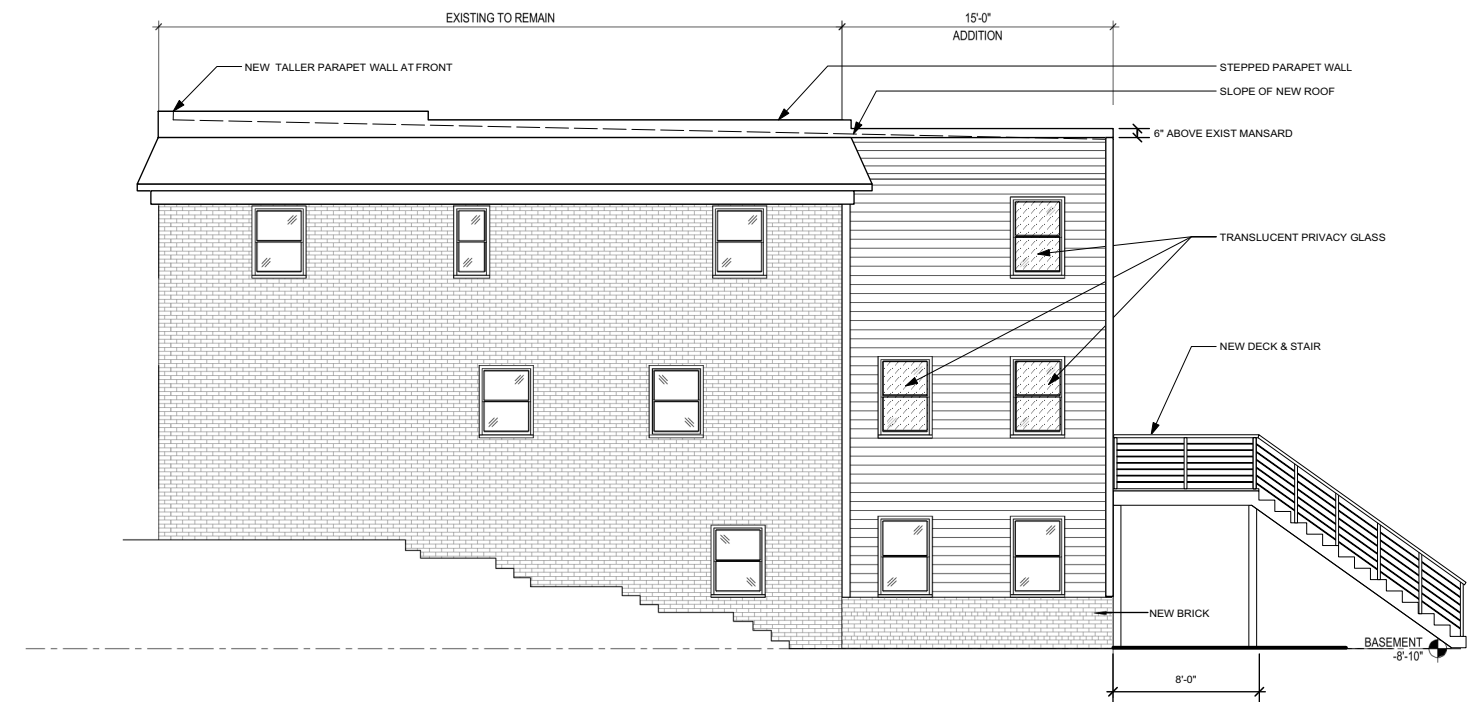 EXISTING TO REMAIN
15'-0"
ADDITION
NEW TALLER PARAPET WALL AT FRONT
STEPPED PARAPET WALL
SLOPE OF NEW ROOF
6" ABOVE EXIST MANSARD
TRANSLUCENT PRIVACY GLASS
NEW DECK & STAIR
NEW BRICK
BASEMENT
-8'-10"
8'-0"